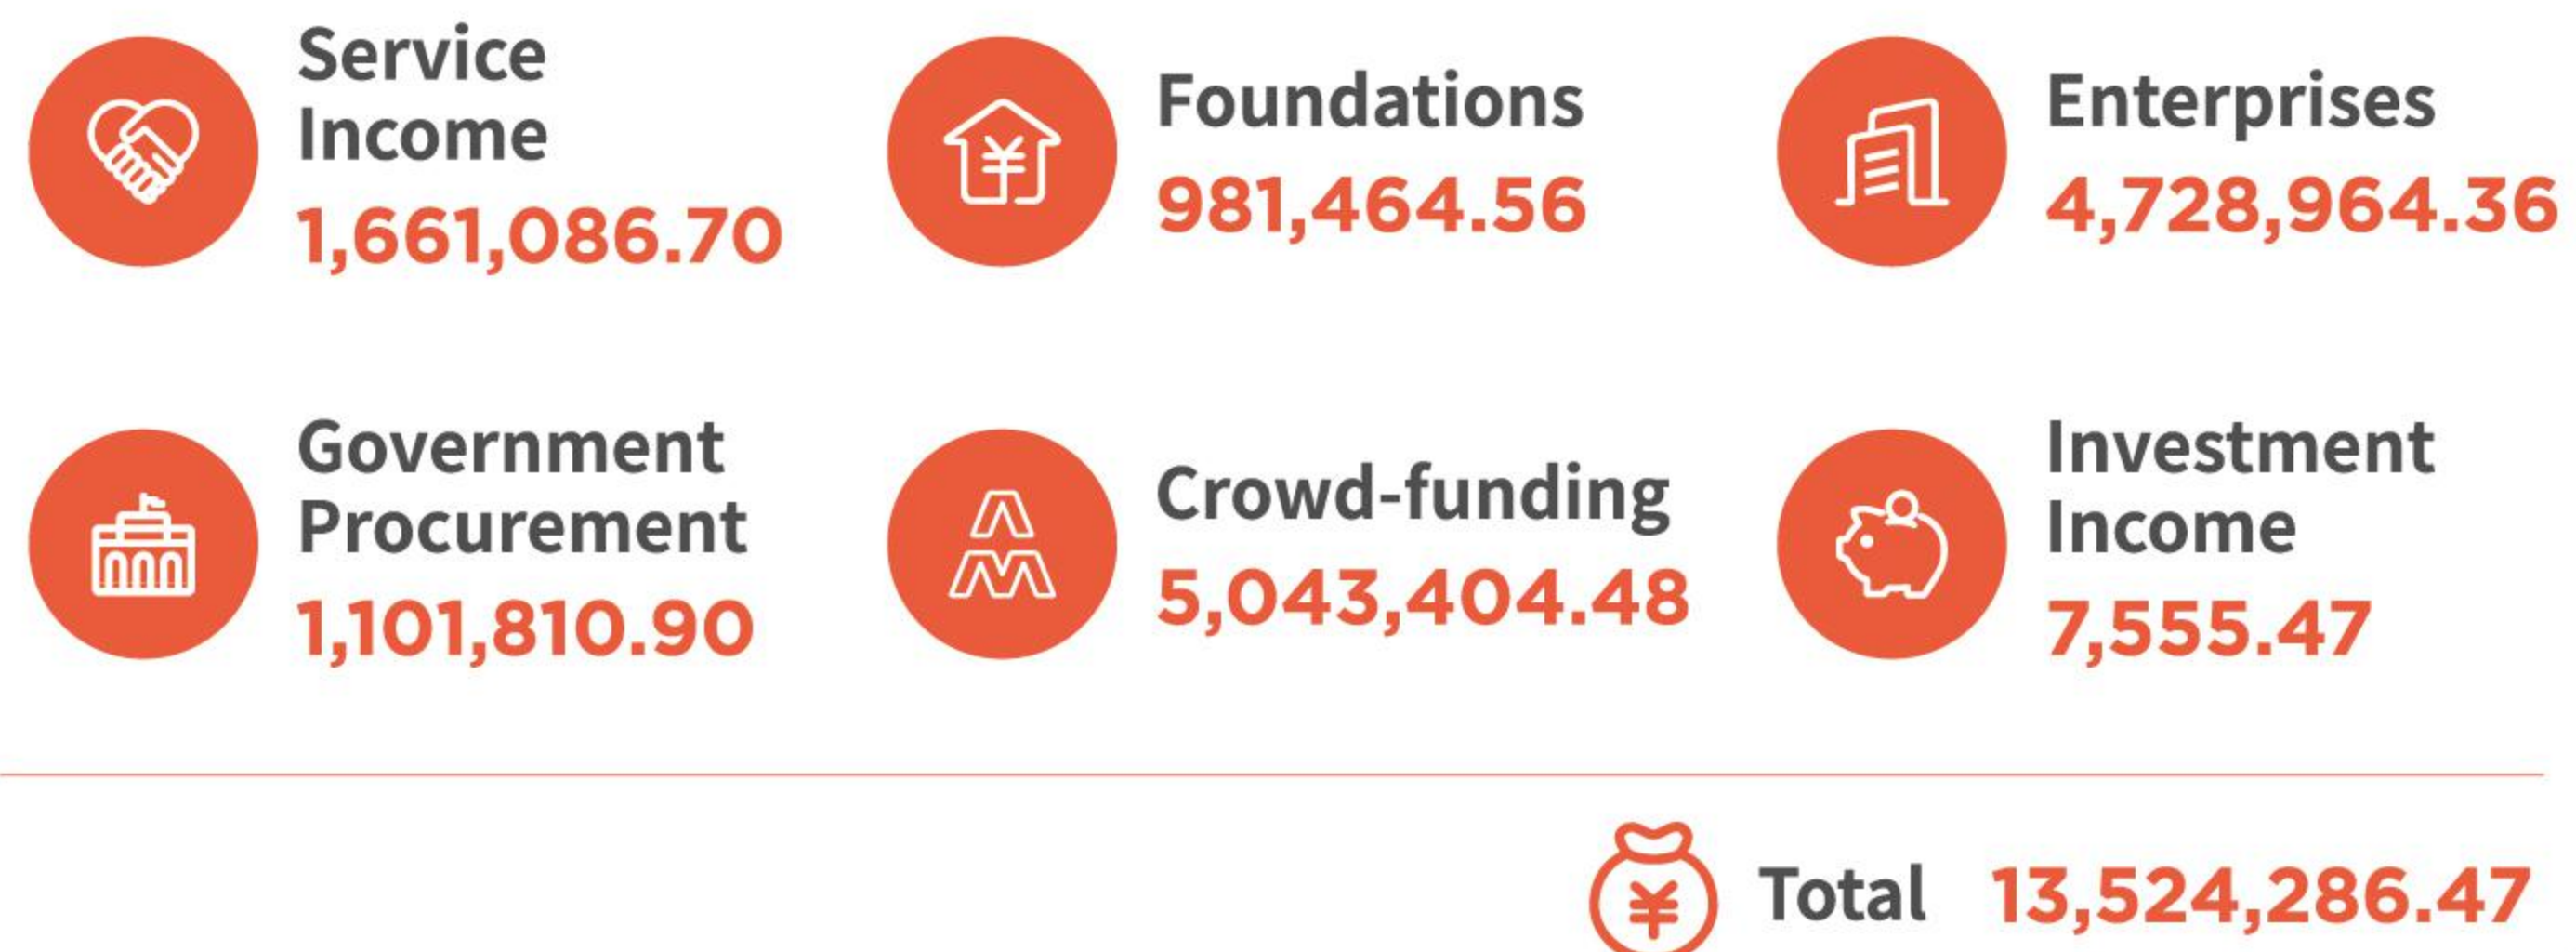 Service
Income
1,661,086.70
Foundations
981,464.56
Enterprises
4,728,964.36
Government
Procurement
1,101,810.90
Crowd-funding
5,043,404.48
Investment
Income
7,555.47
¥
¥
Total 13,524,286.47